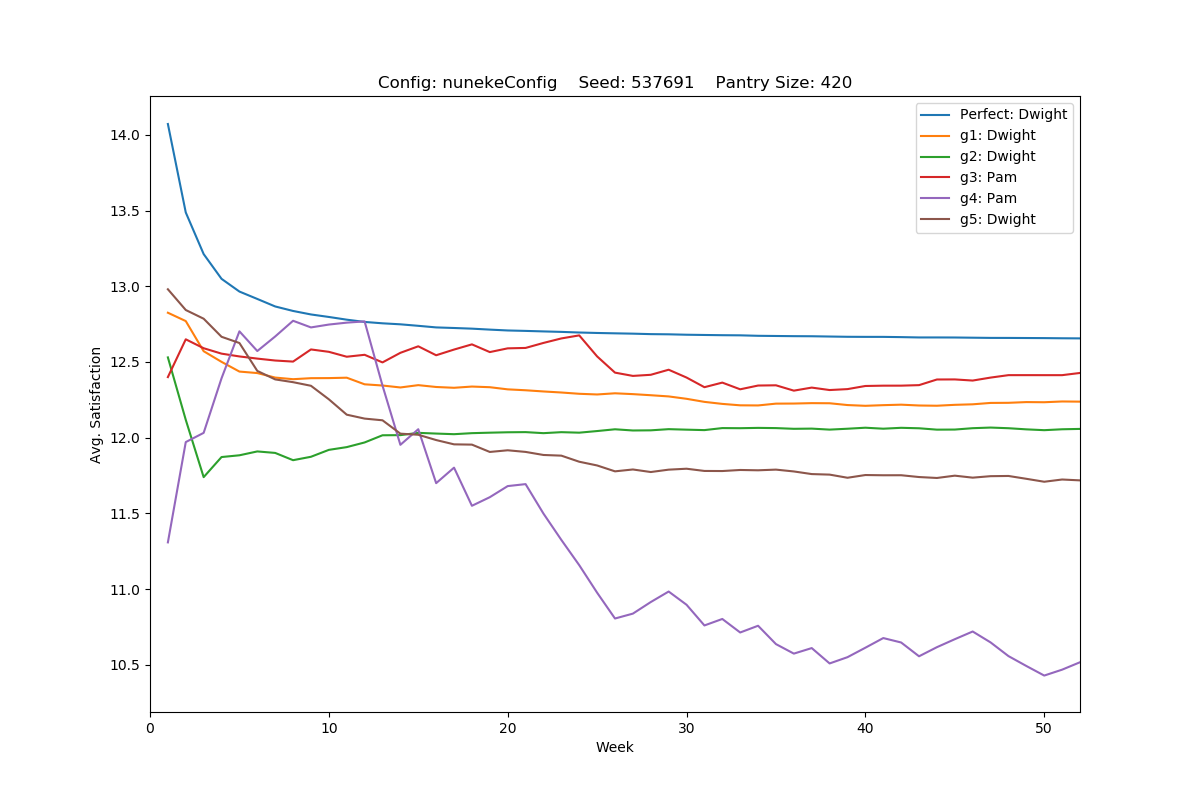 Config: nunekeConfig    Seed: 537691    Pantry Size: 420
Perfect: Dwight
g1: Dwight
g2: Dwight
g3: Pam
g4: Pam
g5: Dwight
Avg. Satisfaction
14.0
13.5
13.0
12.5
12.0
11.5
11.0
10.5
0 10 20 30 40 50
Week